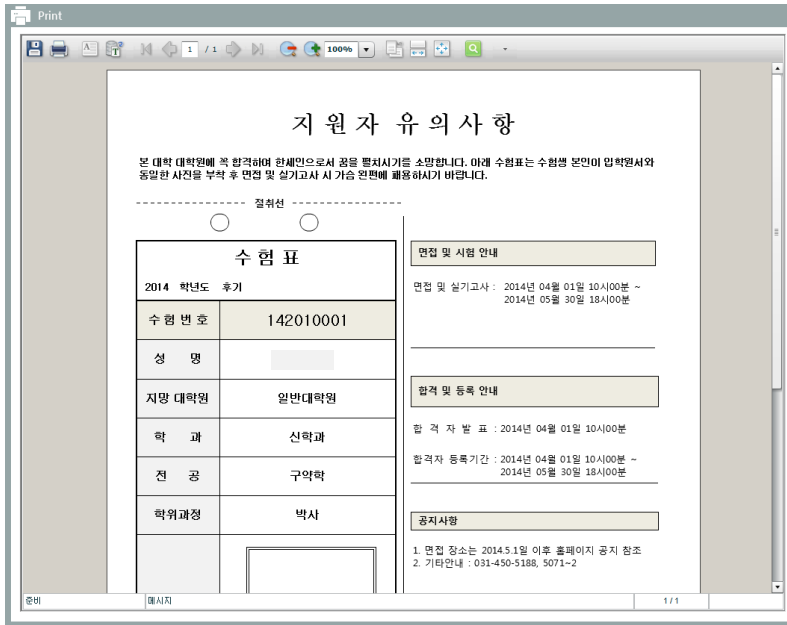 Print
1 / 1
100%
지 원 자 유 의 사 항
본 대학 대학원에 꼭 합격하여 한세인으로서 꿈을 펼치시기를 소망합니다. 아래 수험표는 수험생 본인이 입학원서와
동일한 사진을 부착 후 면접 및 실기고사 시 가슴 왼편에 패용하시기 바랍니다.
절취선
수 험 표
2014 학년도 후기
수 험 번 호 142010001
성 명
지망 대학원 일반대학원
학 과 신학과
전 공 구약학
학위과정 박사
면접 및 시험 안내
면접 및 실기고사 : 2014년 04월 01일 10시00분 ~
2014년 05월 30일 18시00분
합격 및 등록 안내
합 격 자 발 표 : 2014년 04월 01일 10시00분
합격자 등록기간 : 2014년 04월 01일 10시00분 ~
2014년 05월 30일 18시00분
공지사항
1. 면접 장소는 2014.5.1일 이후 홈페이지 공지 참조
2. 기타안내 : 031-450-5188, 5071~2
준비 메시지 1 / 1